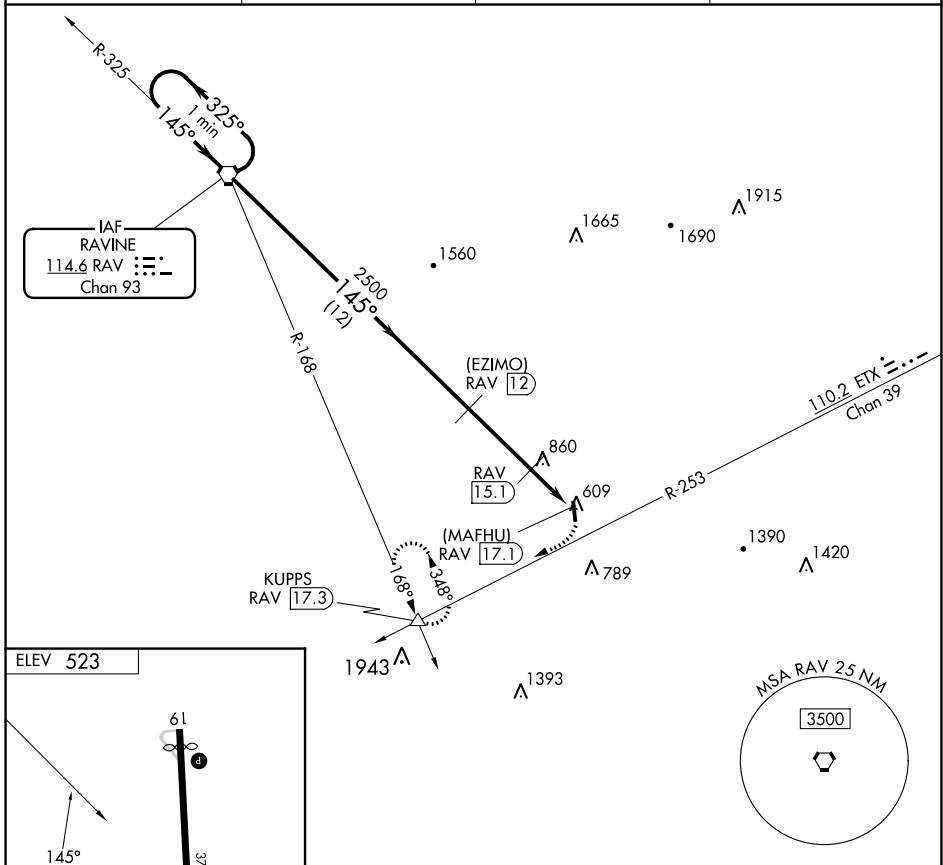 R-325
1 min
325°
145°
IAF
RAVINE
114.6 RAV
Chan 93
1560
1665
1690
1915
2500
145°
(12)
R-168
(EZIMO)
RAV 12
110.2 ETX
Chan 39
860
RAV
15.1
609
R-253
(MAFHU)
RAV 17.1
789
1390
1420
KUPPS
RAV 17.3
168°
348°
1943
1393
ELEV 523
19
P
145°
37
MSA RAV 25 NM
3500